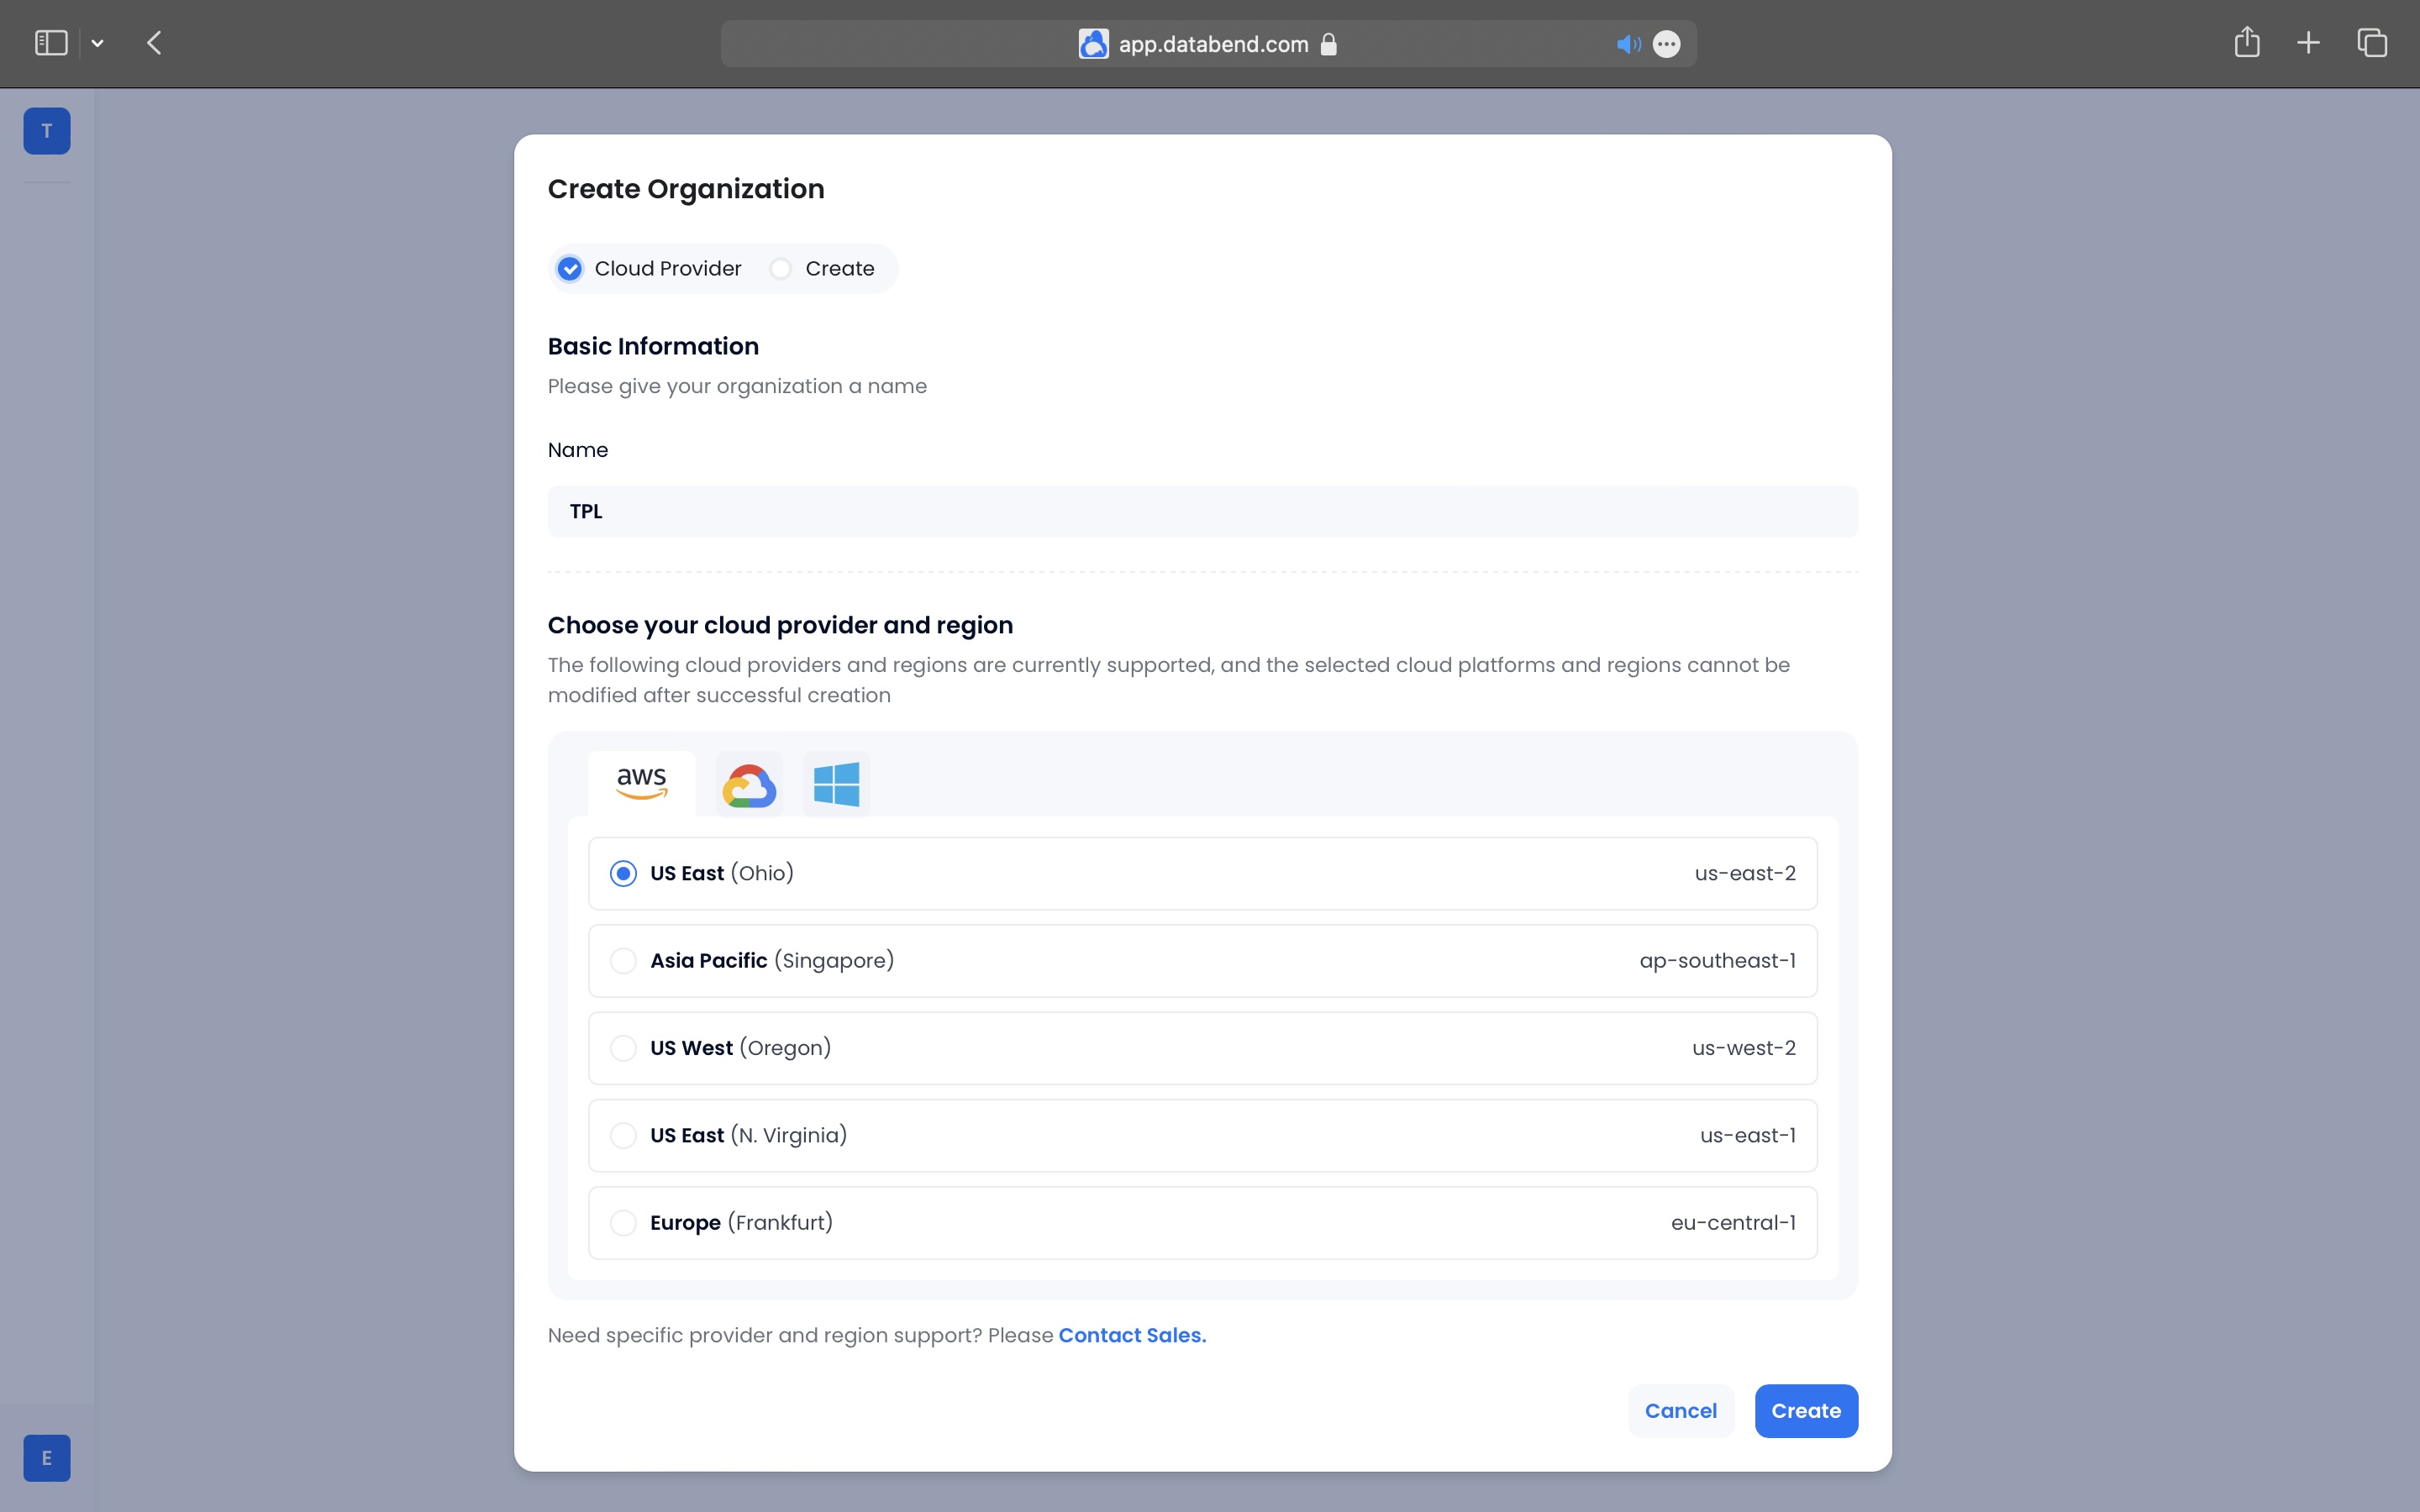 app.databend.com
T
Create Organization
Cloud Provider Create
Basic Information
Please give your organization a name
Name
TPL
Choose your cloud provider and region
The following cloud providers and regions are currently supported, and the selected cloud platforms and regions cannot be
modified after successful creation
aws
US East (Ohio) us-east-2
Asia Pacific (Singapore) ap-southeast-1
US West (Oregon) us-west-2
US East (N. Virginia) us-east-1
Europe (Frankfurt) eu-central-1
Need specific provider and region support? Please Contact Sales.
Cancel Create
E